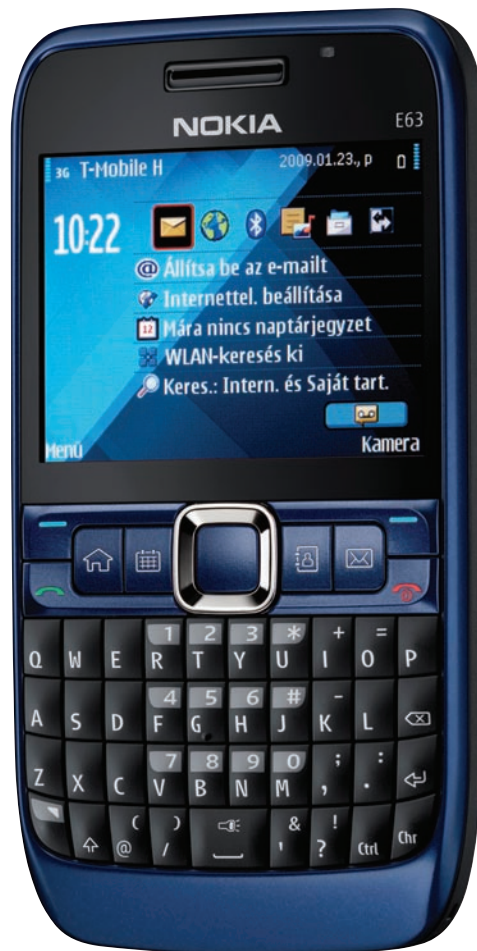 NOKIA
E63
3G T-Mobile H 2009.01.23., p
10:22
@ Állítsa be az e-mailt
Internettel. beállítása
12 Mára nincs naptárjegyzet
WLAN-keresés ki
Keres.: Intern. és Saját tart.
Menü Kamera
1 2 3 * + =
Q W E R T Y U I O P
4 5 6 # -
A S D F G H J K L
7 8 9 0 ; :
Z X C V B N M , .
( ) & !
@ / ' ? Ctrl Chr